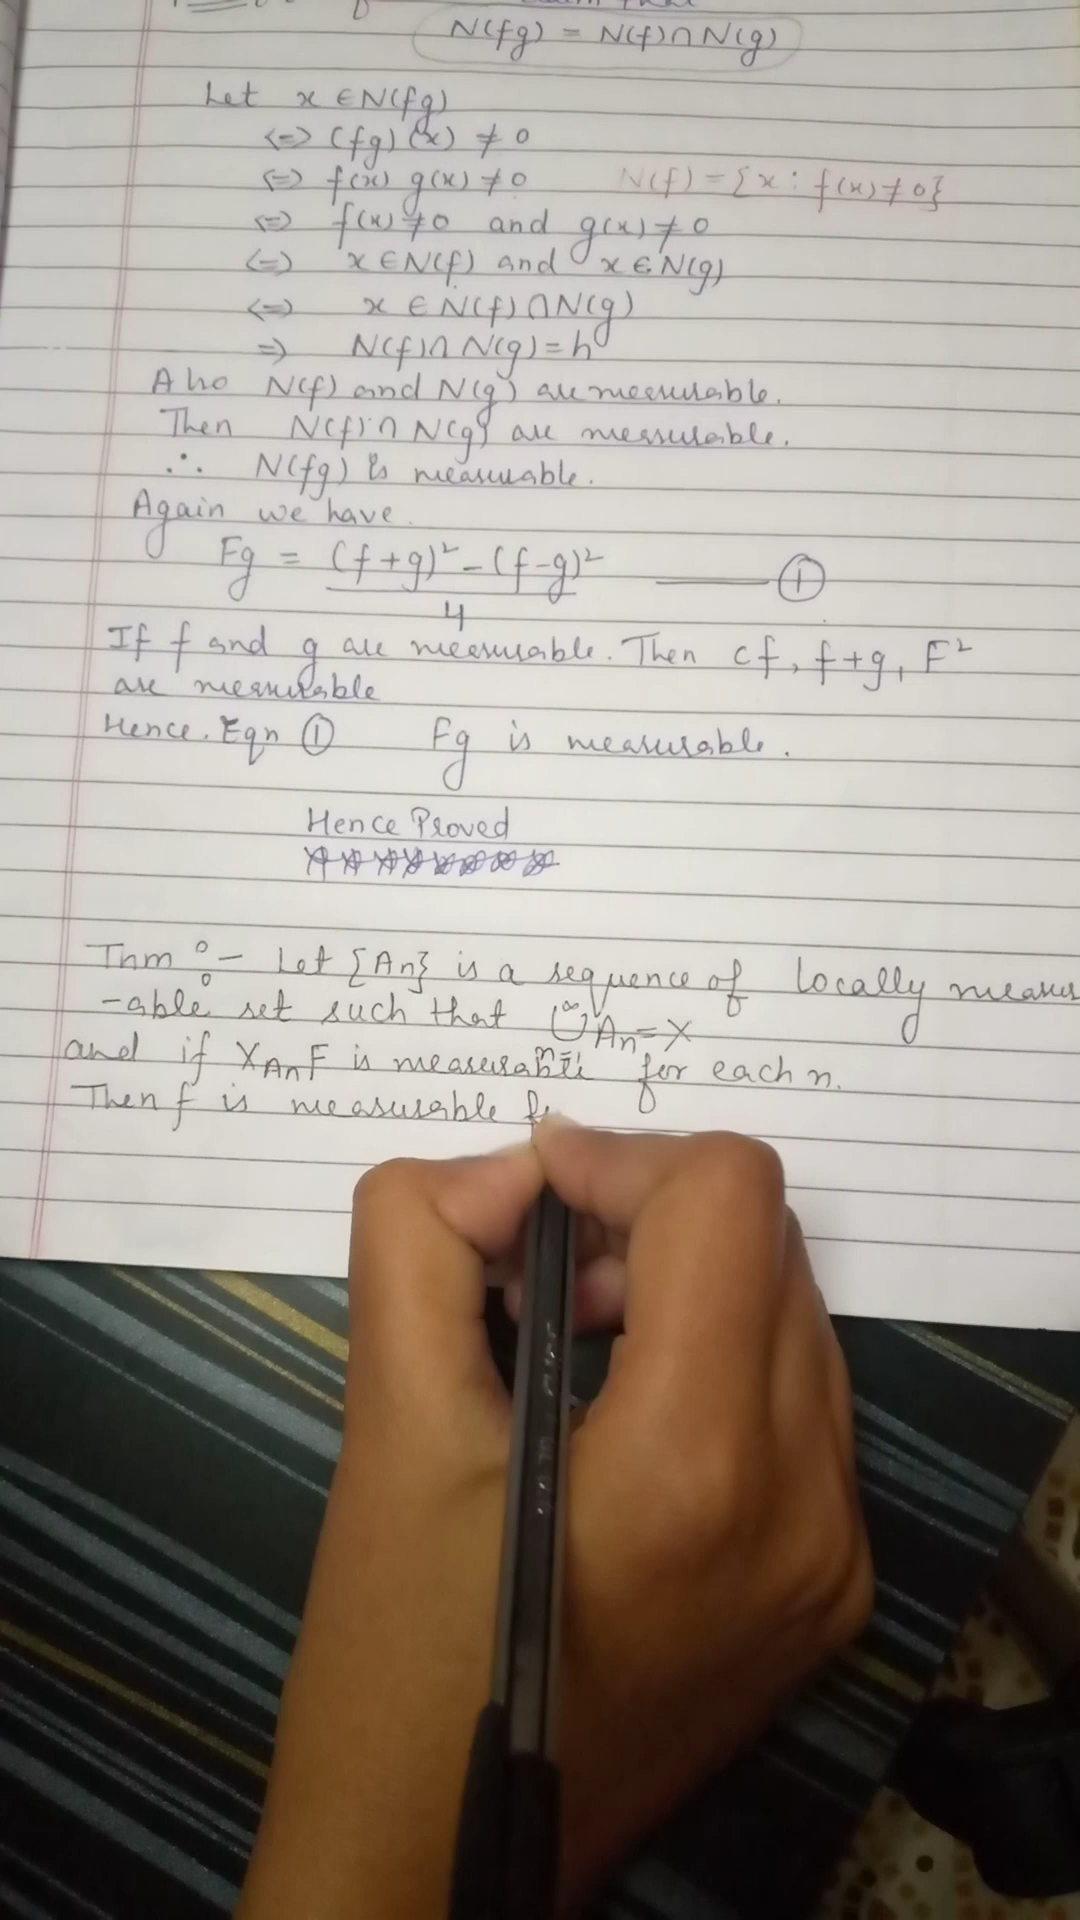 N(fg) = N(f)∩N(g)
Let x ∈N(fg)
<=> (fg)(x) ≠ 0
<=> f(x) g(x) ≠ 0 N(f) = {x : f(x) ≠ 0}
<=> f(x) ≠ 0 and g(x) ≠ 0
<=> x ∈N(f) and x ∈ N(g)
<=> x ∈ N(f) ∩ N(g)
=> N(f)∩ N(g) = h
Also N(f) and N(g) are measurable.
Then N(f) ∩ N(g) are measurable.
∴ N(fg) is measurable.
Again we have
Fg = (f+g)² - (f-g)² / 4 ——— ①
If f and g are measurable. Then cf, f+g, F²
are measurable
Hence. Eqn ① Fg is measurable.
Hence Proved
Thm :- Let {An} is a sequence of locally measur
-able set such that ∞∪n=1 An = X
and if XAnF is measurable for each n.
Then f is measurable